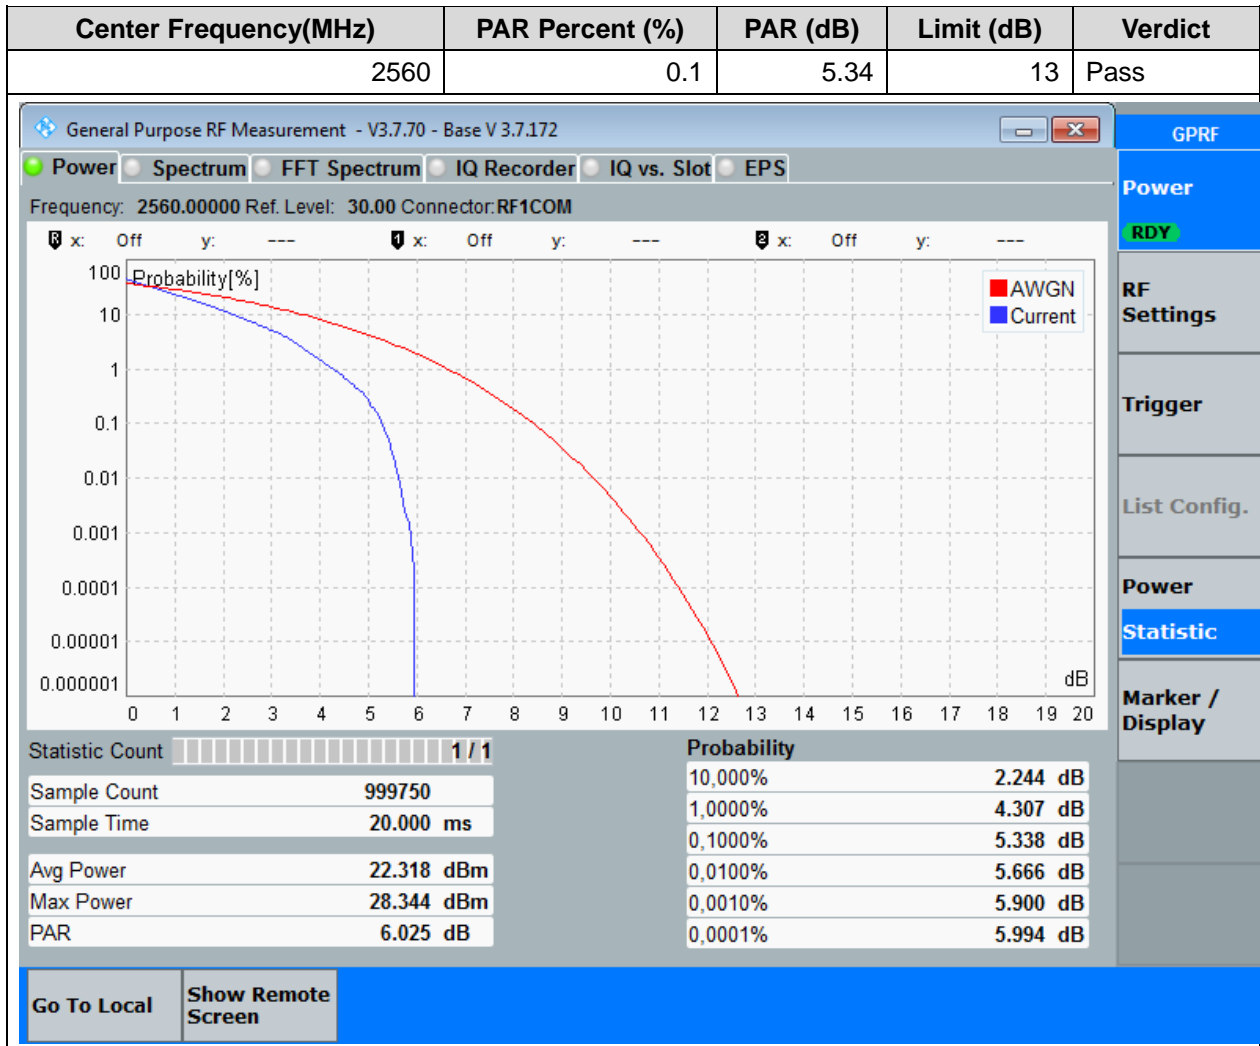 Center Frequency(MHz) PAR Percent (%) PAR (dB) Limit (dB) Verdict
2560 0.1 5.34 13 Pass
General Purpose RF Measurement - V3.7.70 - Base V 3.7.172
GPRF
Power Spectrum FFT Spectrum IQ Recorder IQ vs. Slot EPS
Power
RDY
Frequency: 2560.00000 Ref. Level: 30.00 Connector: RF1COM
R x: Off y: --- 1 x: Off y: --- 2 x: Off y: ---
Probability[%]
AWGN
Current
100
10
1
0.1
0.01
0.001
0.0001
0.00001
0.000001
dB
0 1 2 3 4 5 6 7 8 9 10 11 12 13 14 15 16 17 18 19 20
RF
Settings
Trigger
List Config.
Power
Statistic
Marker /
Display
Statistic Count 1 / 1
Sample Count 999750
Sample Time 20.000 ms
Avg Power 22.318 dBm
Max Power 28.344 dBm
PAR 6.025 dB
Probability
10,000% 2.244 dB
1,0000% 4.307 dB
0,1000% 5.338 dB
0,0100% 5.666 dB
0,0010% 5.900 dB
0,0001% 5.994 dB
Go To Local
Show Remote
Screen